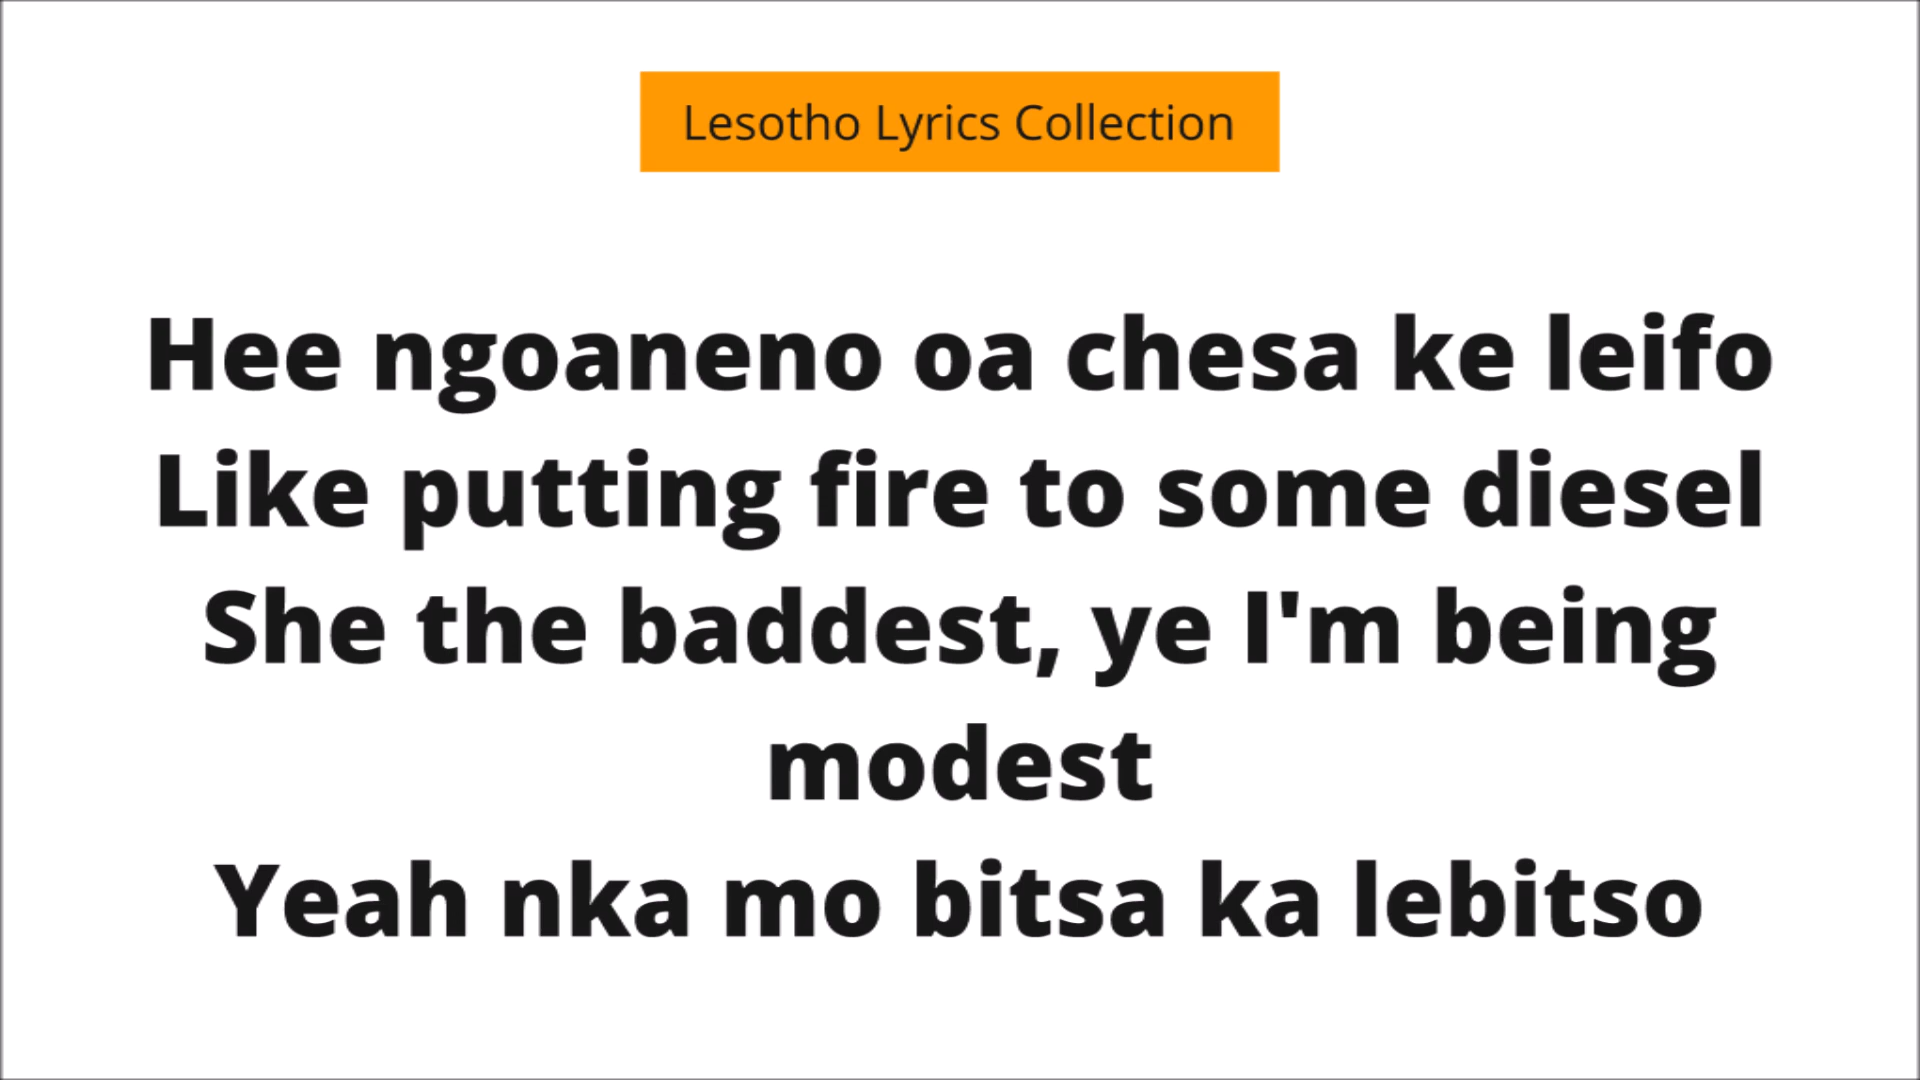 Lesotho Lyrics Collection
Hee ngoaneno oa chesa ke leifo
Like putting fire to some diesel
She the baddest, ye I'm being
modest
Yeah nka mo bitsa ka lebitso